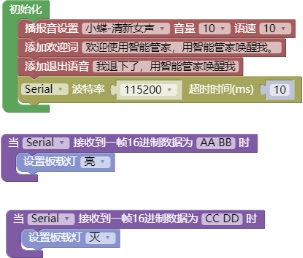 初始化
播报音设置 小蝶-清新女声 音量 10 语速 10
添加欢迎词 欢迎使用智能管家，用智能管家唤醒我。
添加退出语音 我退下了，用智能管家唤醒我
Serial 波特率 115200 超时时间(ms) 10
当 Serial 接收到一帧16进制数据为 AA BB 时
设置板载灯 亮
当 Serial 接收到一帧16进制数据为 CC DD 时
设置板载灯 灭